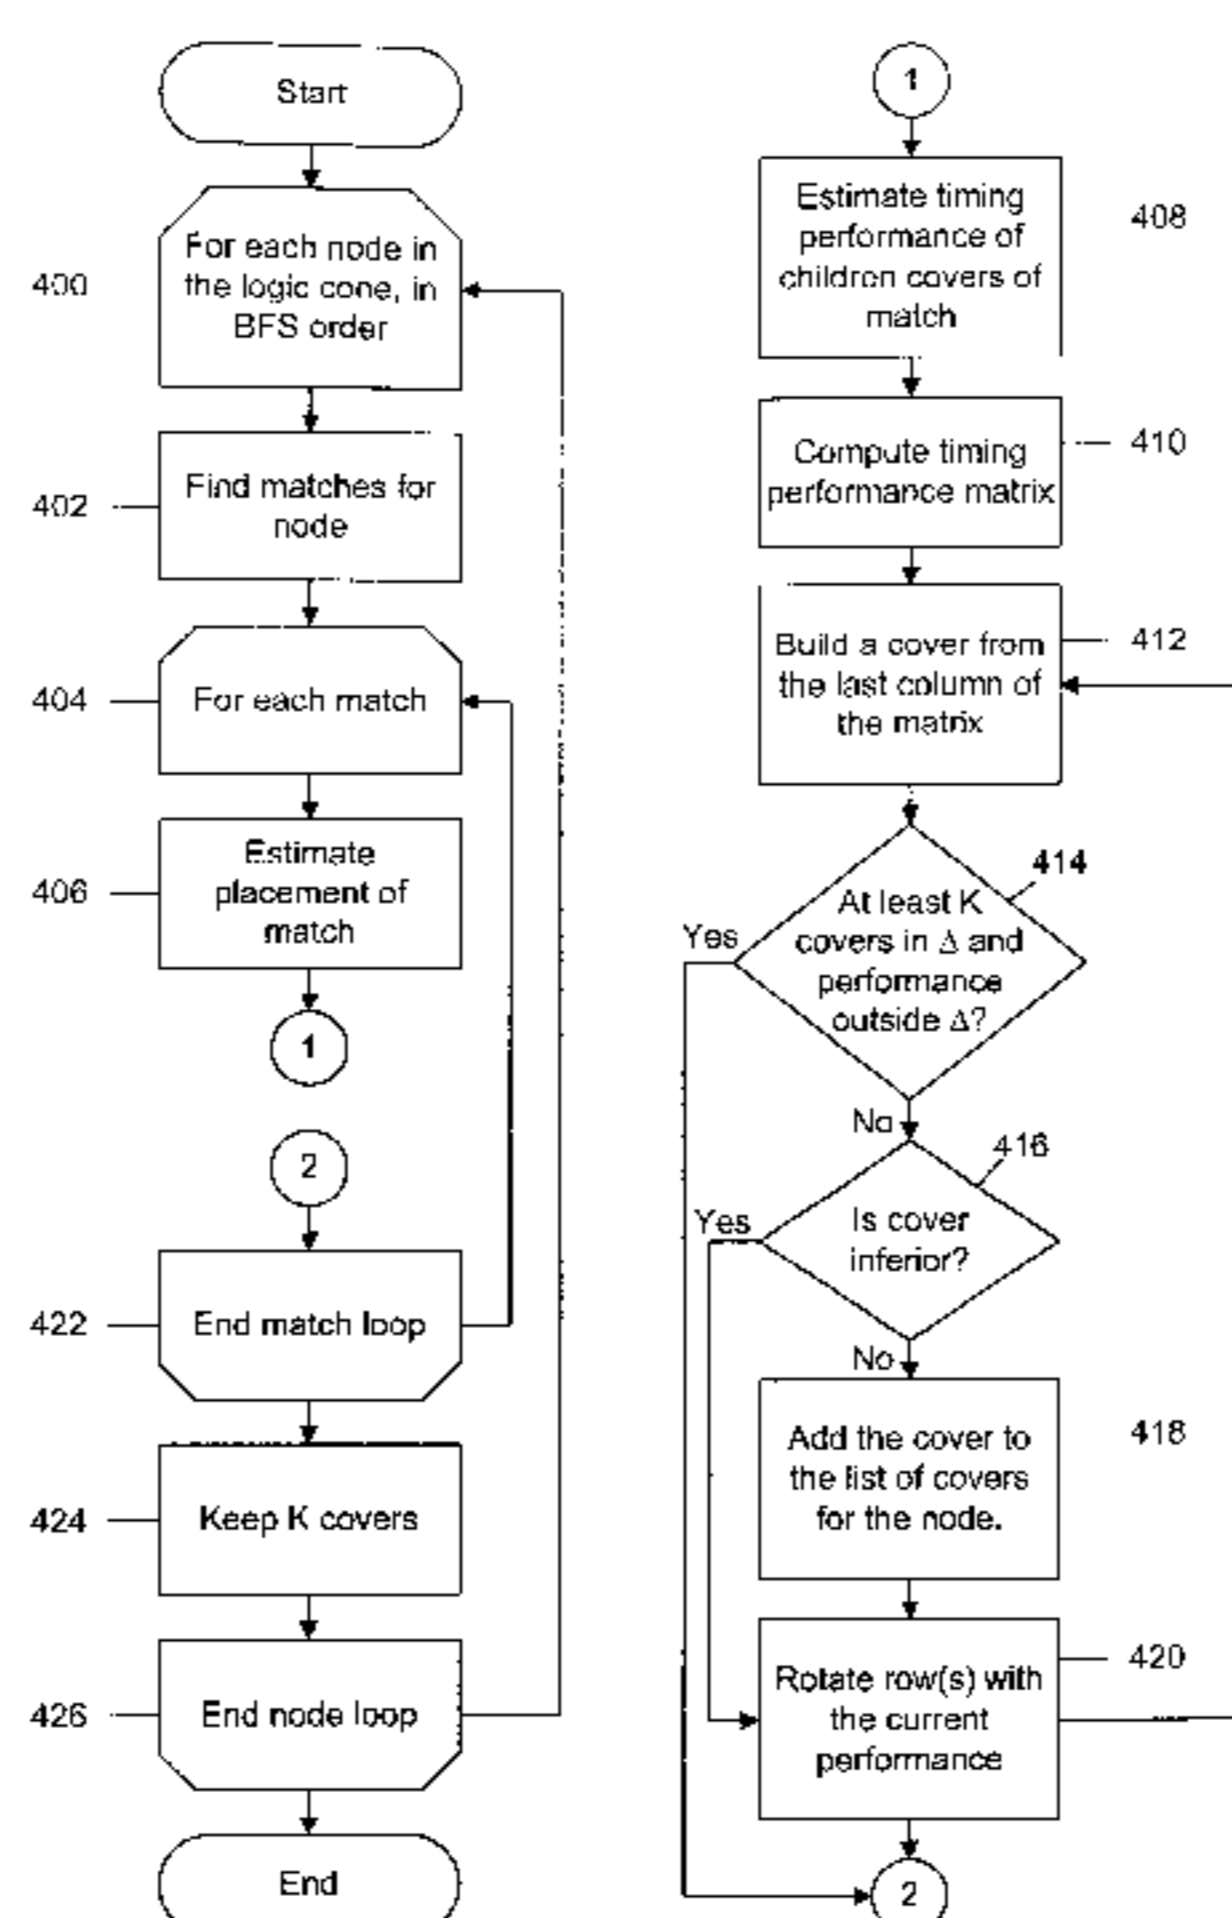 Start
400
For each node in
the logic cone, in
BFS order
402
Find matches for
node
404
For each match
406
Estimate
placement of
match
1
2
422
End match loop
424
Keep K covers
426
End node loop
End
1
Estimate timing
performance of
children covers of
match
408
Compute timing
performance matrix
410
Build a cover from
the last column of
the matrix
412
414
At least K
covers in Δ and
performance
outside Δ?
Yes
No
416
Is cover
inferior?
Yes
No
Add the cover to
the list of covers
for the node.
418
Rotate row(s) with
the current
performance
420
2